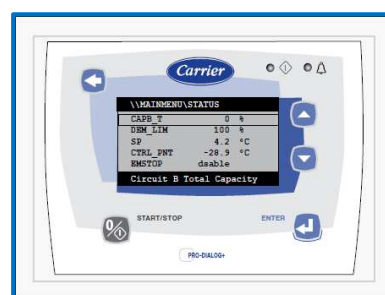 Carrier
\\MAINMENU\STATUS
CAPB_T 0 %
DEM_LIM 100 %
SP 4.2 °C
CTRL_PNT -28.9 °C
EMSTOP dsable
Circuit B Total Capacity
START/STOP
ENTER
PRO-DIALOG+